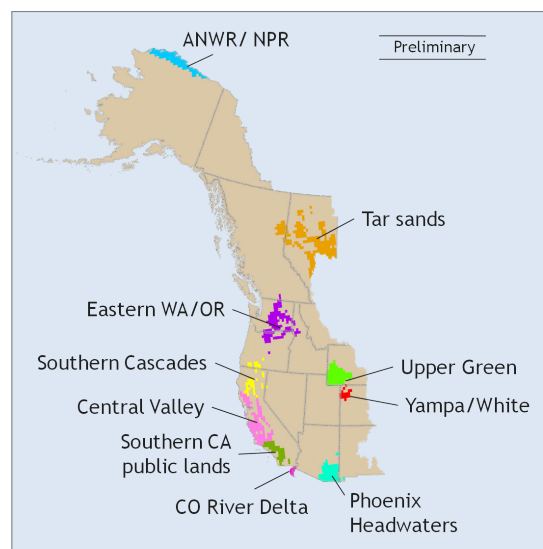 ANWR/ NPR
Preliminary
Tar sands
Eastern WA/OR
Southern Cascades
Upper Green
Central Valley
Yampa/White
Southern CA
public lands
CO River Delta
Phoenix
Headwaters